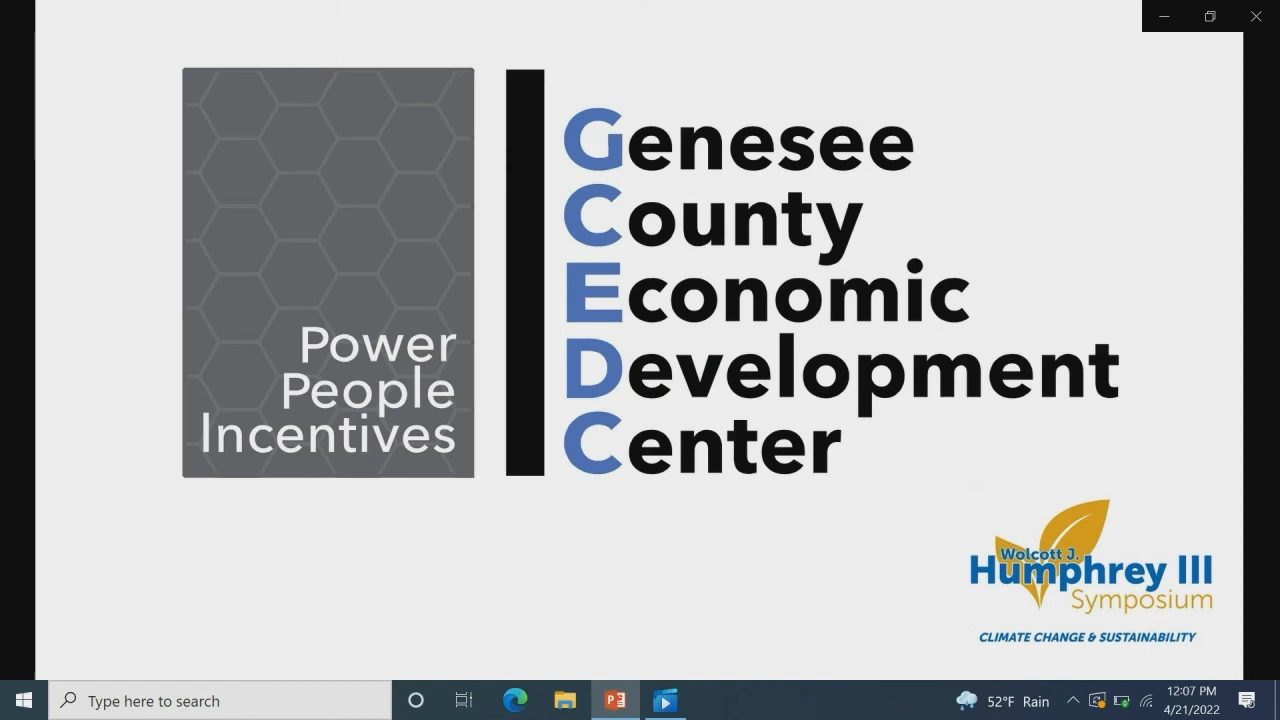 Power
People
Incentives
Genesee
County
Economic
Development
Center
Wolcott J.
Humphrey III
Symposium
CLIMATE CHANGE & SUSTAINABILITY
Type here to search
52°F Rain
12:07 PM
4/21/2022